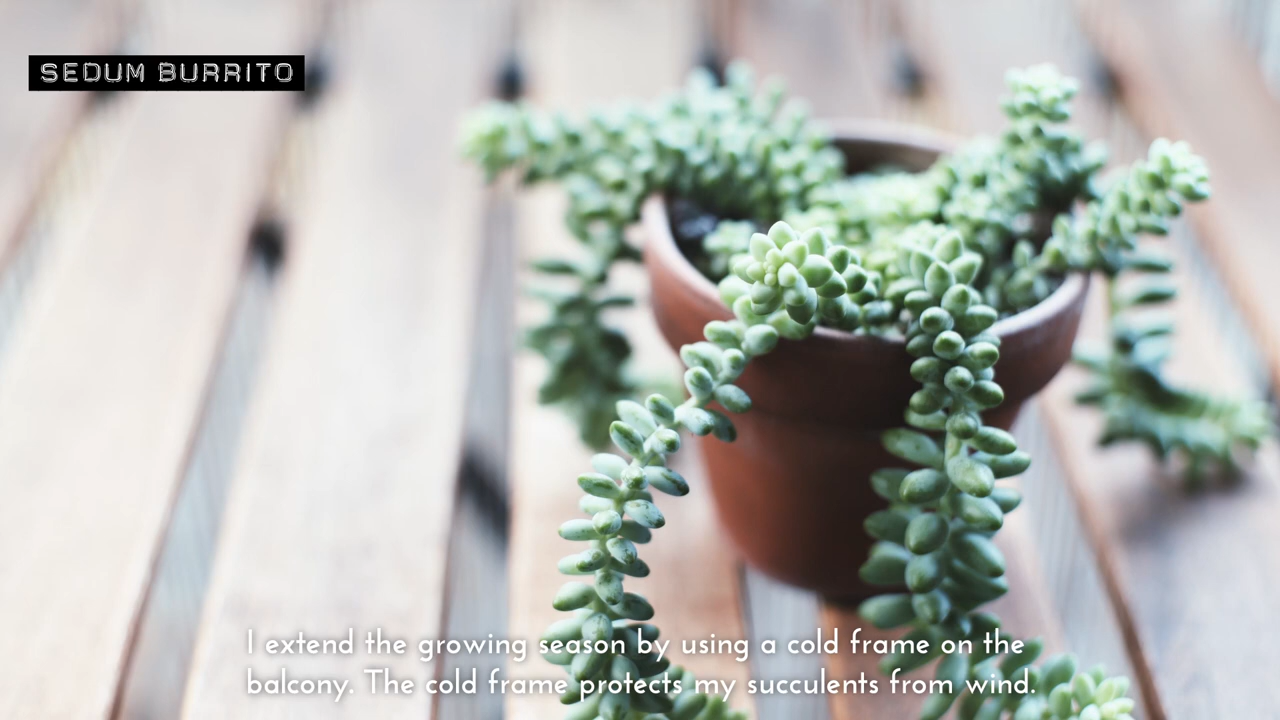 SEDUM BURRITO
I extend the growing season by using a cold frame on the
balcony. The cold frame protects my succulents from wind.